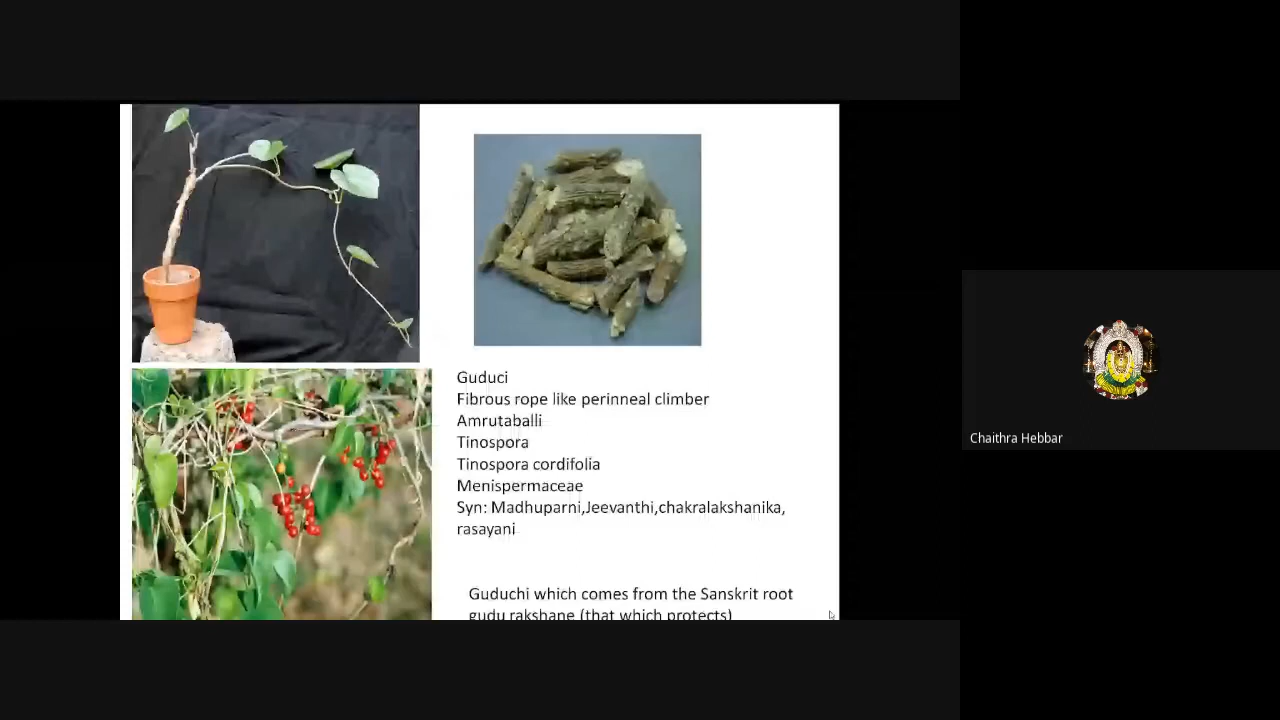 Guduci
Fibrous rope like perinneal climber
Amrutaballi
Tinospora
Tinospora cordifolia
Menispermaceae
Syn: Madhuparni,Jeevanthi,chakralakshanika,
rasayani
Guduchi which comes from the Sanskrit root
gudu rakshane (that which protects)
Chaithra Hebbar